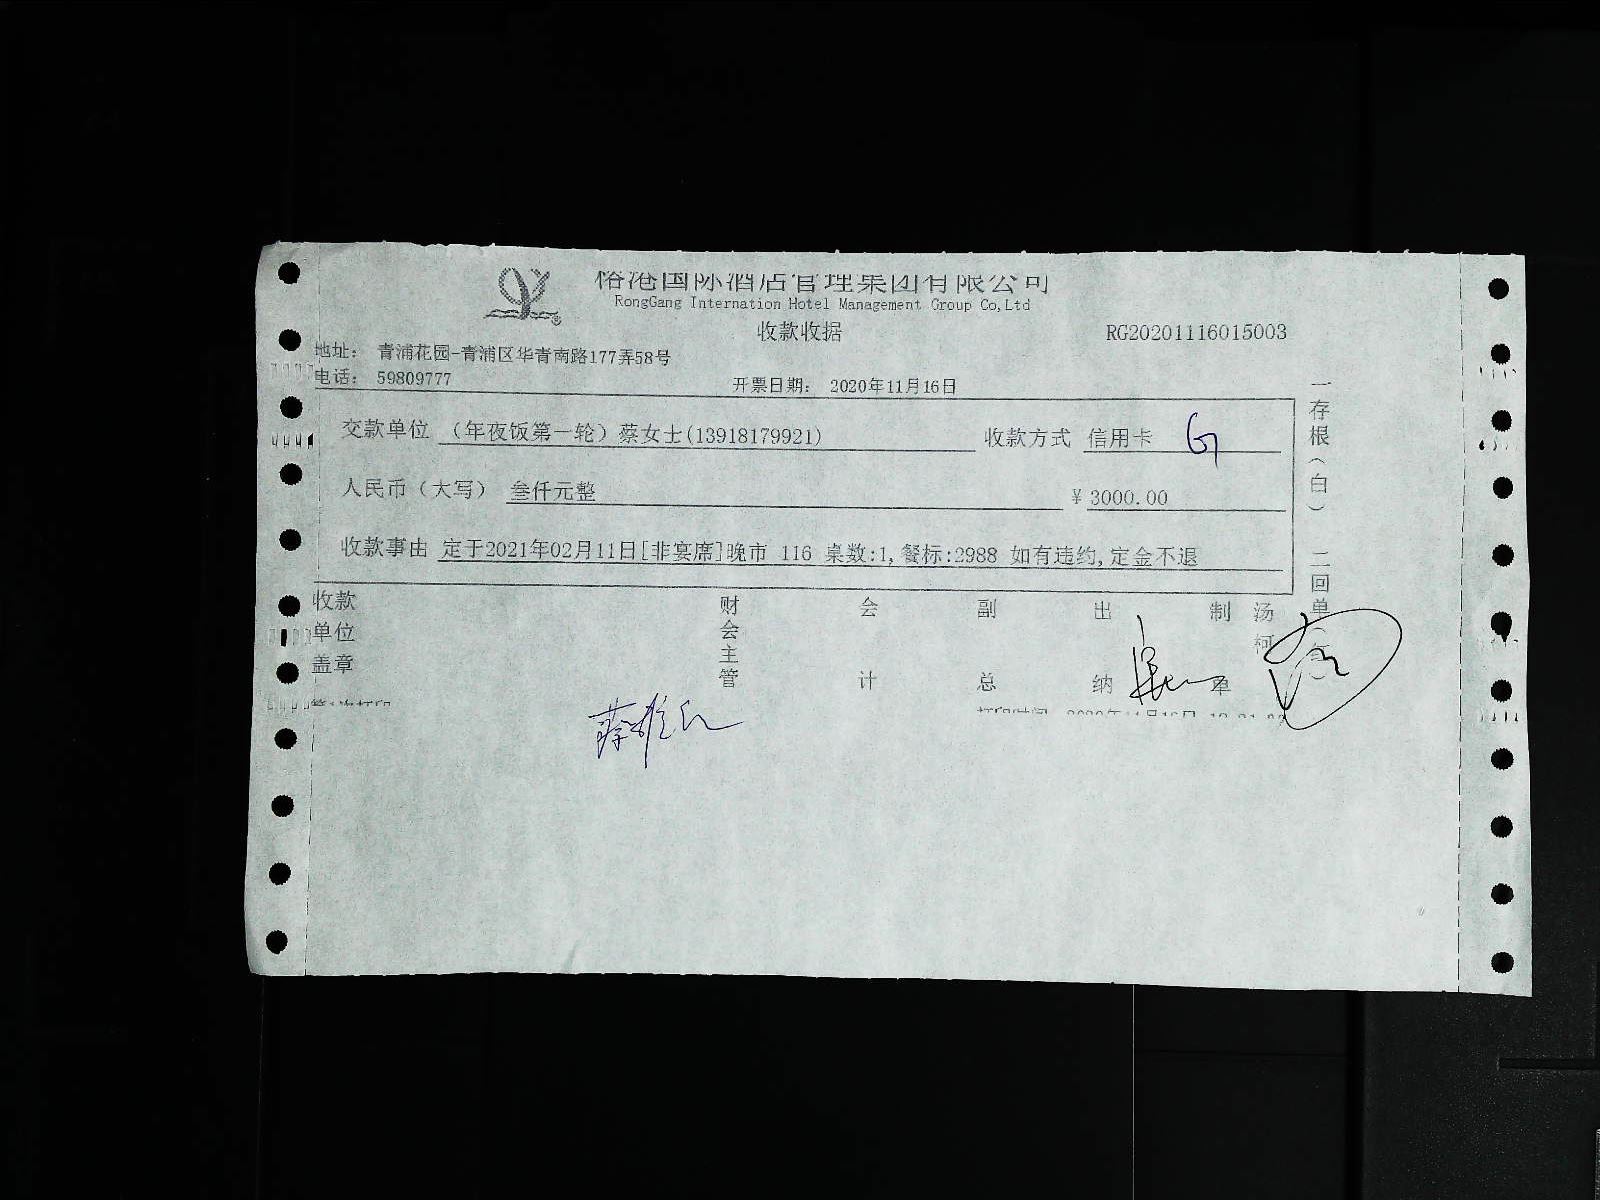 榕港国际酒店管理集团有限公司
RongGang International Hotel Management Group Co,Ltd
收款收据
RG20201116015003
地址： 青浦花园-青浦区华青南路177弄58号
电话： 59809777
开票日期： 2020年11月16日
交款单位 （年夜饭第一轮）蔡女士(13918179921)
收款方式 信用卡
人民币（大写） 叁仟元整
¥ 3000.00
收款事由 定于2021年02月11日[非宴席]晚市 116 桌数:1,餐标:2988 如有违约,定金不退
一存根（白） 二回单
收款单位盖章
财会主管
会计
副总
出纳
制单
汤柯